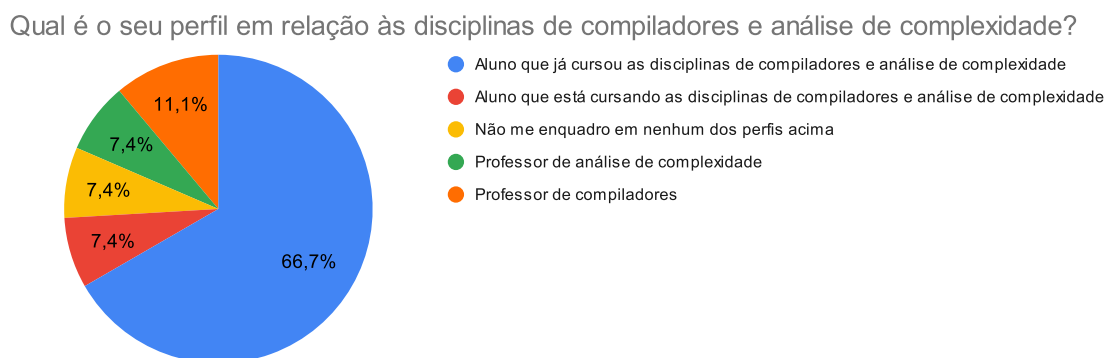 Qual é o seu perfil em relação às disciplinas de compiladores e análise de complexidade?
Aluno que já cursou as disciplinas de compiladores e análise de complexidade
Aluno que está cursando as disciplinas de compiladores e análise de complexidade
Não me enquadro em nenhum dos perfis acima
Professor de análise de complexidade
Professor de compiladores
11,1%
7,4%
7,4%
7,4%
66,7%